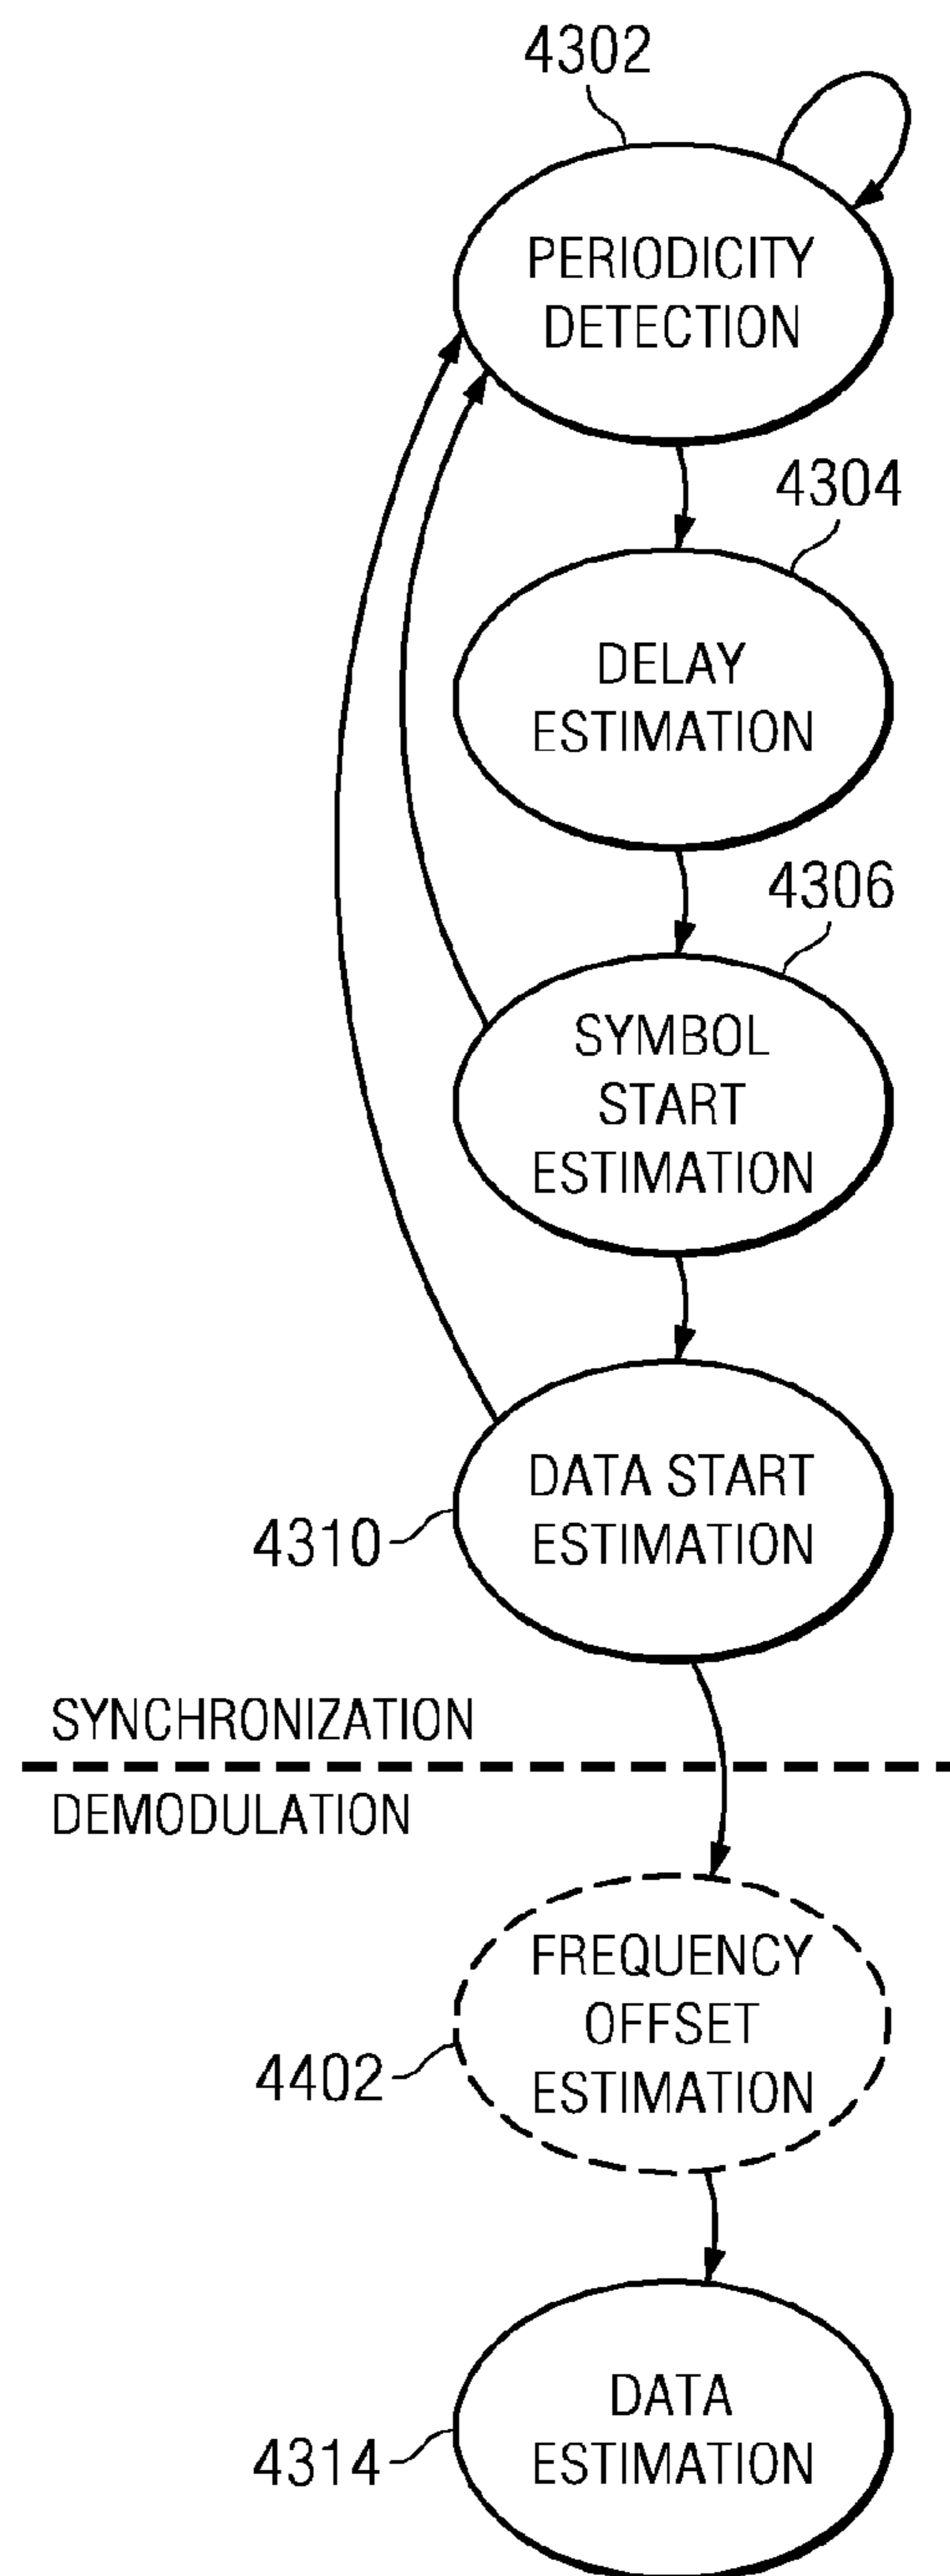 4302
PERIODICITY
DETECTION
4304
DELAY
ESTIMATION
4306
SYMBOL
START
ESTIMATION
DATA START
ESTIMATION
4310
SYNCHRONIZATION
DEMODULATION
FREQUENCY
OFFSET
ESTIMATION
4402
DATA
ESTIMATION
4314